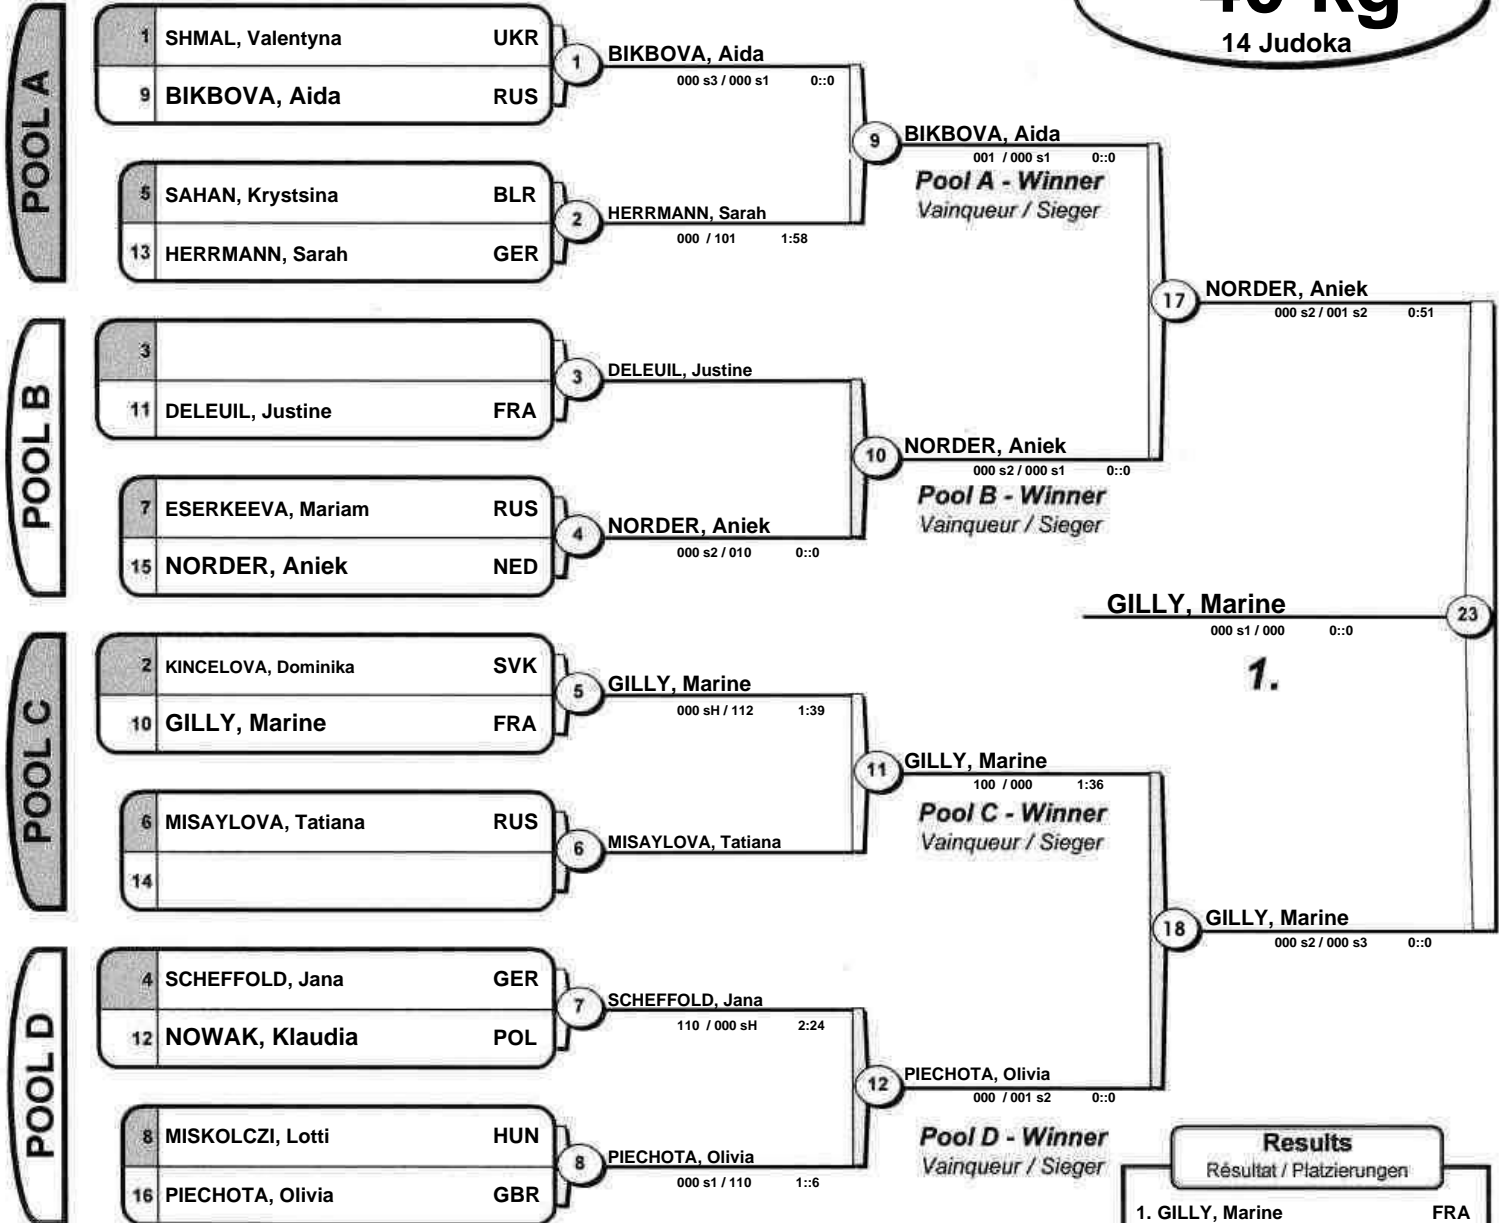 14 Judoka
POOL A
1 SHMAL, Valentyna UKR
9 BIKBOVA, Aida RUS
1
BIKBOVA, Aida
000 s3 / 000 s1 0::0
5 SAHAN, Krystsina BLR
13 HERRMANN, Sarah GER
2
HERRMANN, Sarah
000 / 101 1:58
9
BIKBOVA, Aida
001 / 000 s1 0::0
Pool A - Winner
Vainqueur / Sieger
POOL B
3
11 DELEUIL, Justine FRA
3
DELEUIL, Justine
7 ESERKEEVA, Mariam RUS
15 NORDER, Aniek NED
4
NORDER, Aniek
000 s2 / 010 0::0
10
NORDER, Aniek
000 s2 / 000 s1 0::0
Pool B - Winner
Vainqueur / Sieger
17
NORDER, Aniek
000 s2 / 001 s2 0:51
GILLY, Marine
000 s1 / 000 0::0
23
1.
POOL C
2 KINCELOVA, Dominika SVK
10 GILLY, Marine FRA
5
GILLY, Marine
000 sH / 112 1:39
6 MISAYLOVA, Tatiana RUS
14
6
MISAYLOVA, Tatiana
11
GILLY, Marine
100 / 000 1:36
Pool C - Winner
Vainqueur / Sieger
18
GILLY, Marine
000 s2 / 000 s3 0::0
POOL D
4 SCHEFFOLD, Jana GER
12 NOWAK, Klaudia POL
7
SCHEFFOLD, Jana
110 / 000 sH 2:24
8 MISKOLCZI, Lotti HUN
16 PIECHOTA, Olivia GBR
8
PIECHOTA, Olivia
000 s1 / 110 1::6
12
PIECHOTA, Olivia
000 / 001 s2 0::0
Pool D - Winner
Vainqueur / Sieger
Results
Résultat / Platzierungen
1. GILLY, Marine FRA